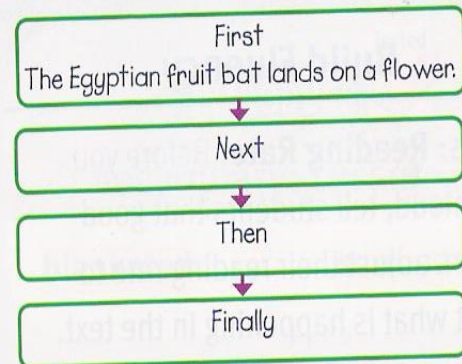 First
The Egyptian fruit bat lands on a flower.
Next
Then
Finally